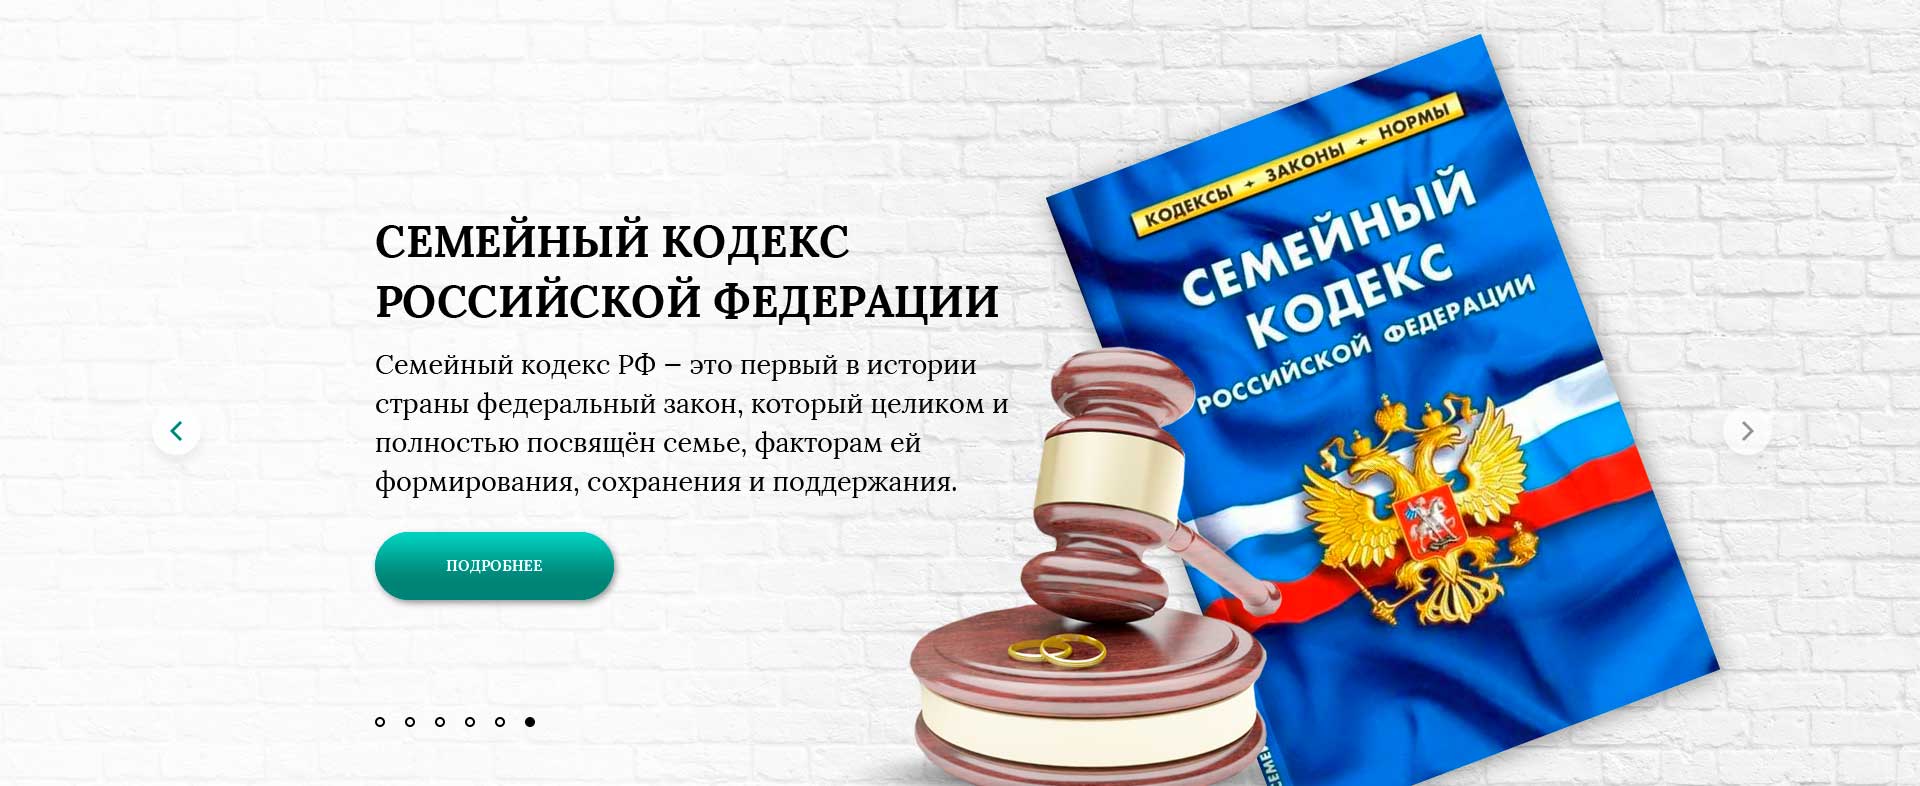 СЕМЕЙНЫЙ КОДЕКС
РОССИЙСКОЙ ФЕДЕРАЦИИ
Семейный кодекс РФ — это первый в истории
страны федеральный закон, который целиком и
полностью посвящён семье, факторам ей
формирования, сохранения и поддержания.
ПОДРОБНЕЕ
КОДЕКСЫ + ЗАКОНЫ + НОРМЫ
СЕМЕЙНЫЙ
КОДЕКС
РОССИЙСКОЙ ФЕДЕРАЦИИ